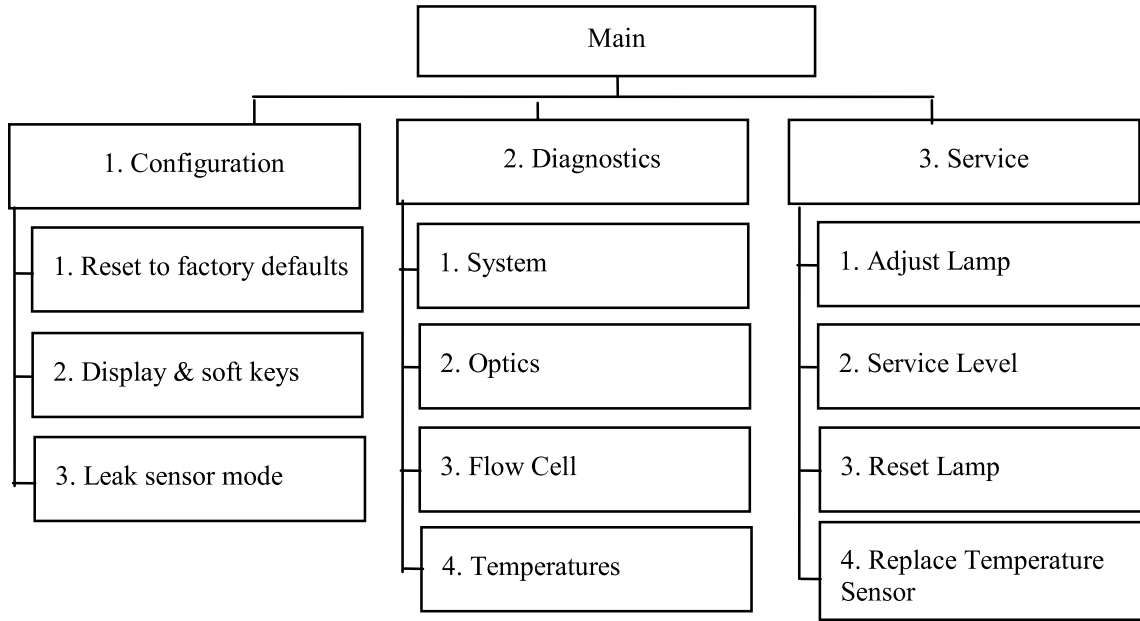 Main
1. Configuration
1. Reset to factory defaults
2. Display & soft keys
3. Leak sensor mode
2. Diagnostics
1. System
2. Optics
3. Flow Cell
4. Temperatures
3. Service
1. Adjust Lamp
2. Service Level
3. Reset Lamp
4. Replace Temperature
Sensor